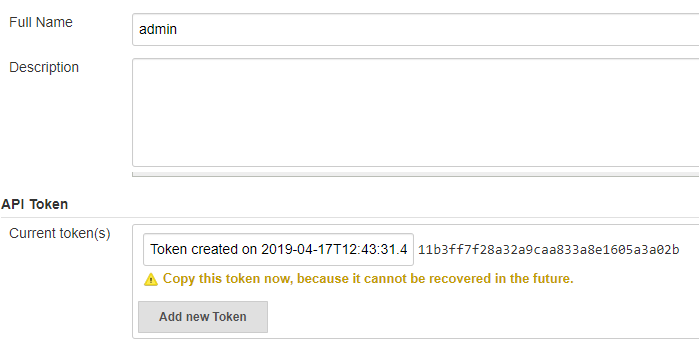 Full Name
admin
Description
API Token
Current token(s)
Token created on 2019-04-17T12:43:31.4
11b3ff7f28a32a9caa833a8e1605a3a02b
Copy this token now, because it cannot be recovered in the future.
Add new Token